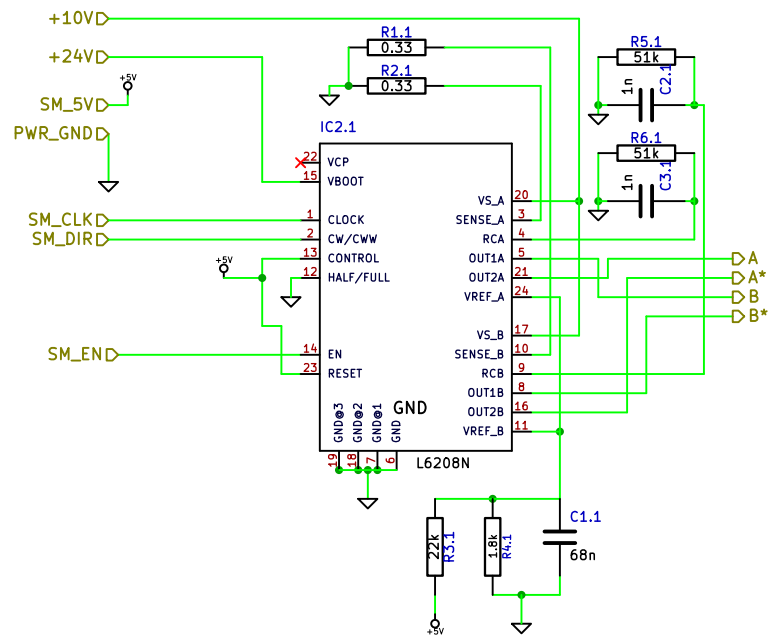 +10V
+24V
+5V
SM_5V
PWR_GND
SM_CLK
SM_DIR
+5V
SM_EN
R1.1
0.33
R2.1
0.33
R5.1
51k
1n
C2.1
R6.1
51k
1n
C3.1
IC2.1
22 VCP
15 VBOOT
1 CLOCK
2 CW/CWW
13 CONTROL
12 HALF/FULL
14 EN
23 RESET
VS_A 20
SENSE_A 3
RCA 4
OUT1A 5
OUT2A 21
VREF_A 24
VS_B 17
SENSE_B 10
RCB 9
OUT1B 8
OUT2B 16
VREF_B 11
GND
GND@3
GND@2
GND@1
GND
19
18
7
6
L6208N
A
A*
B
B*
22k
R3.1
1.8k
R4.1
C1.1
68n
+5V